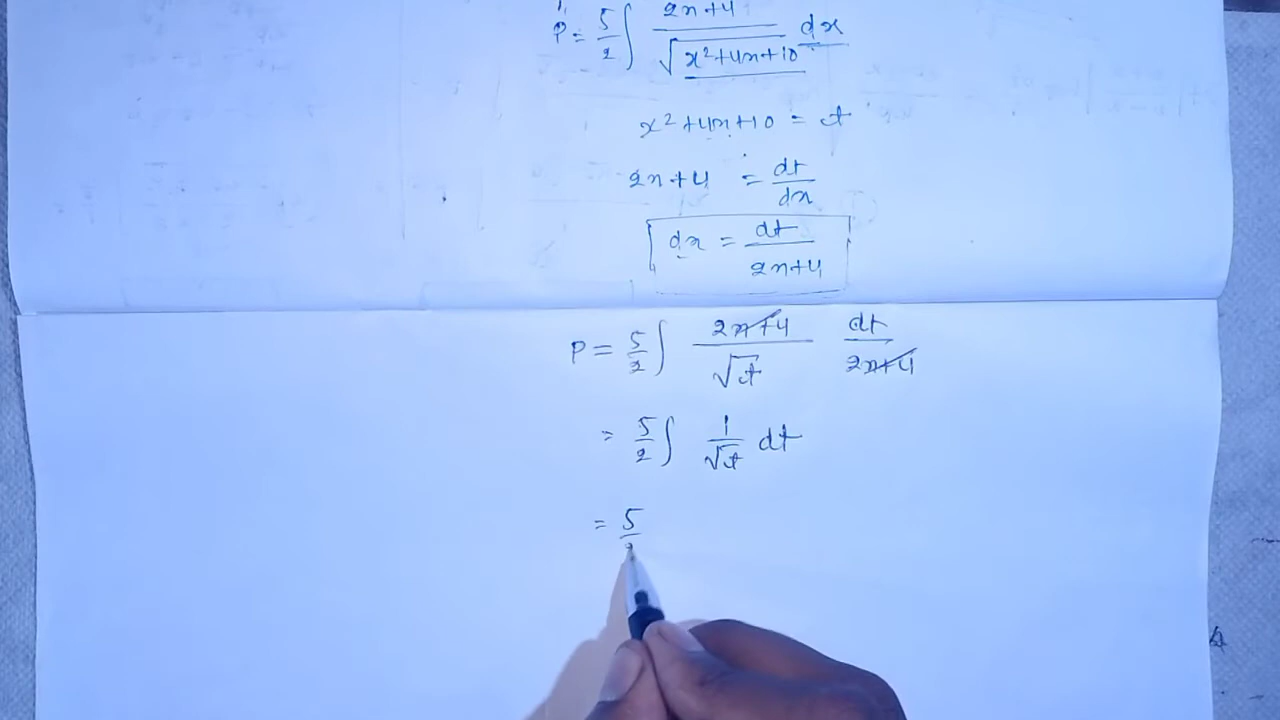 P = 5/2 ∫ 2x+4 / √x²+4x+10 dx
x²+4x+10 = t
2x+4 = dt/dx
dx = dt/2x+4
P = 5/2 ∫ 2x+4/√t dt/2x+4
= 5/2 ∫ 1/√t dt
= 5/2